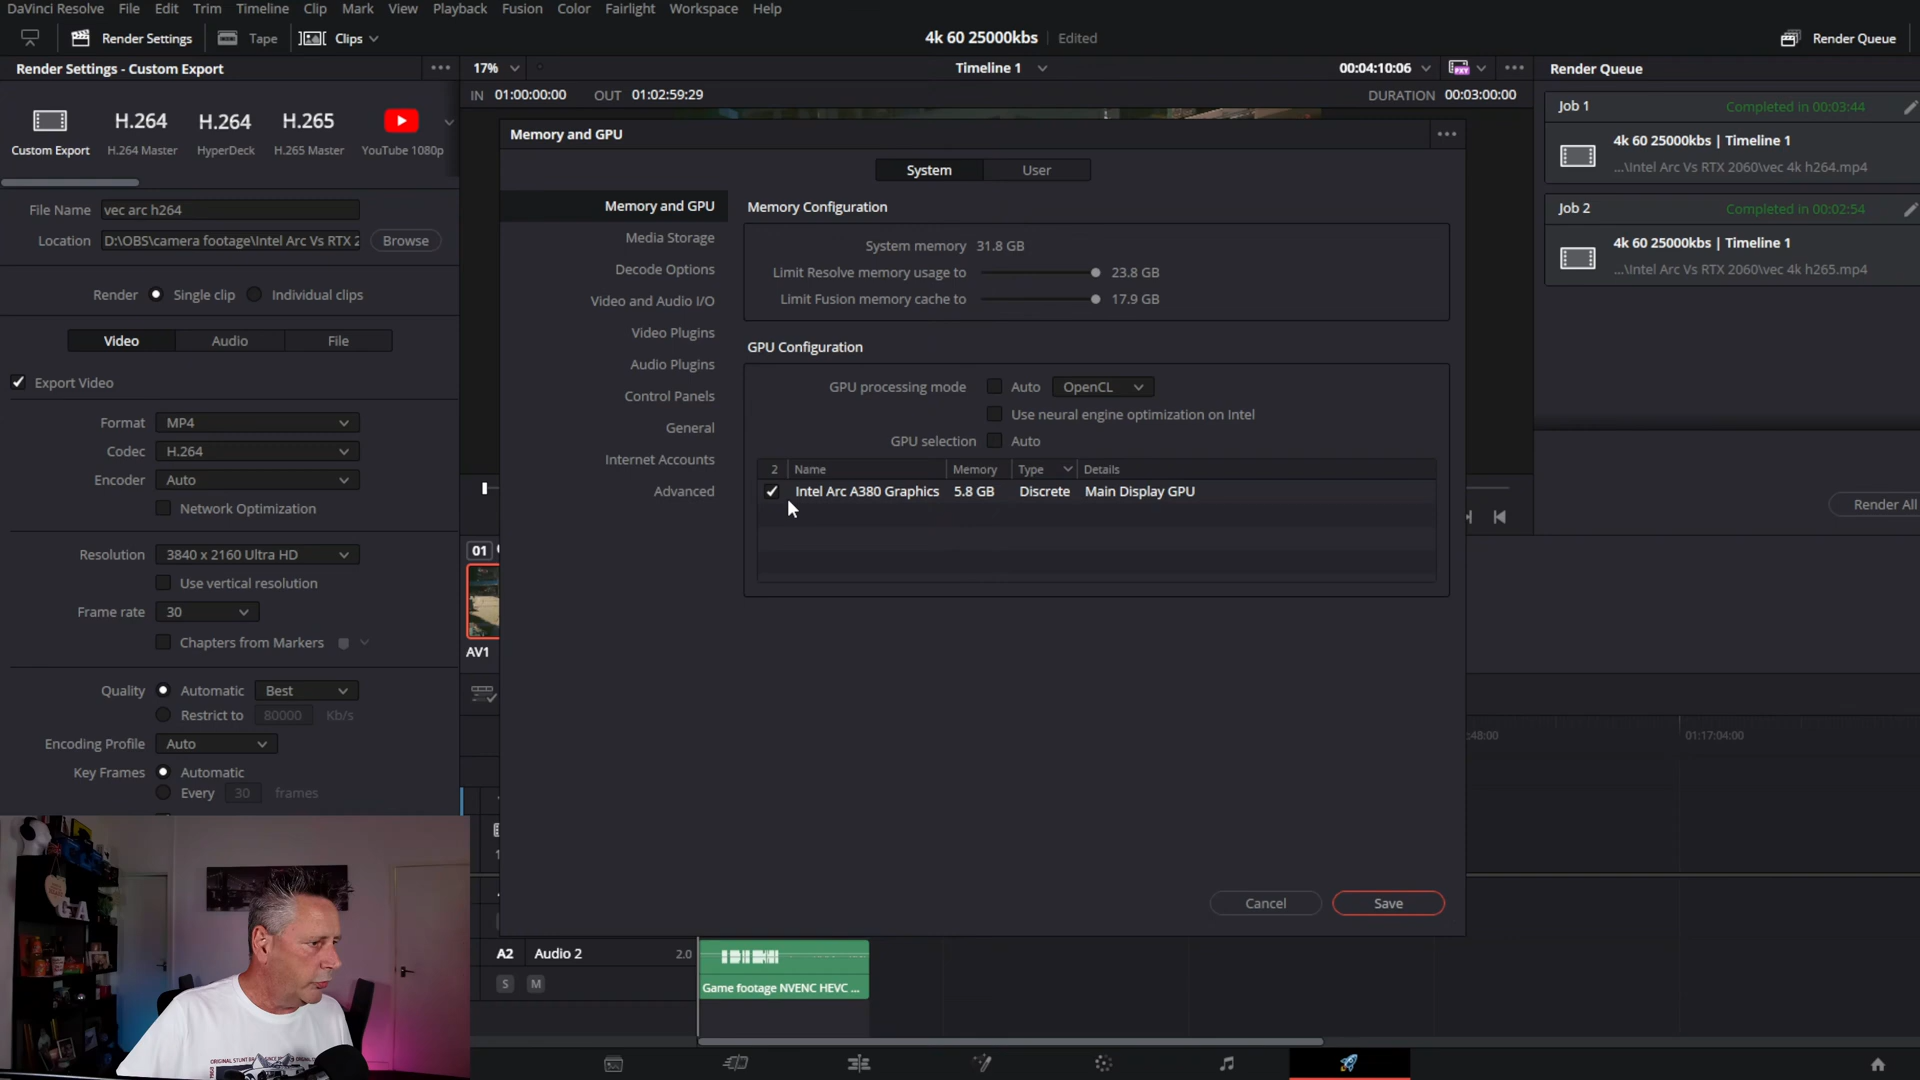 DaVinci Resolve File Edit Trim Timeline Clip Mark View Playback Fusion Color Fairlight Workspace Help
Render Settings Tape Clips 4k 60 25000kbs Edited Render Queue
Render Settings - Custom Export 17% Timeline 1 00:04:10:06 Render Queue
IN 01:00:00:00 OUT 01:02:59:29 DURATION 00:03:00:00
Job 1 Completed in 00:03:44
4k 60 25000kbs | Timeline 1
...\Intel Arc Vs RTX 2060\vec 4k h264.mp4
Job 2 Completed in 00:02:54
4k 60 25000kbs | Timeline 1
...\Intel Arc Vs RTX 2060\vec 4k h265.mp4
Render All
H.264 H.264 H.265
Custom Export H.264 Master HyperDeck H.265 Master YouTube 1080p
File Name vec arc h264
Location D:\OBS\camera footage\Intel Arc Vs RTX 2 Browse
Render Single clip Individual clips
Video Audio File
Export Video
Format MP4
Codec H.264
Encoder Auto
Network Optimization
Resolution 3840 x 2160 Ultra HD
Use vertical resolution
Frame rate 30
Chapters from Markers
Quality Automatic Best
Restrict to 80000 Kb/s
Encoding Profile Auto
Key Frames Automatic
Every 30 frames
Memory and GPU
System User
Memory and GPU
Media Storage
Decode Options
Video and Audio I/O
Video Plugins
Audio Plugins
Control Panels
General
Internet Accounts
Advanced
Memory Configuration
System memory 31.8 GB
Limit Resolve memory usage to 23.8 GB
Limit Fusion memory cache to 17.9 GB
GPU Configuration
GPU processing mode Auto OpenCL
Use neural engine optimization on Intel
GPU selection Auto
2 Name Memory Type Details
Intel Arc A380 Graphics 5.8 GB Discrete Main Display GPU
Cancel Save
01
AV1
:48:00 01:17:04:00
A2 Audio 2 2.0
S M
Game footage NVENC HEVC ...